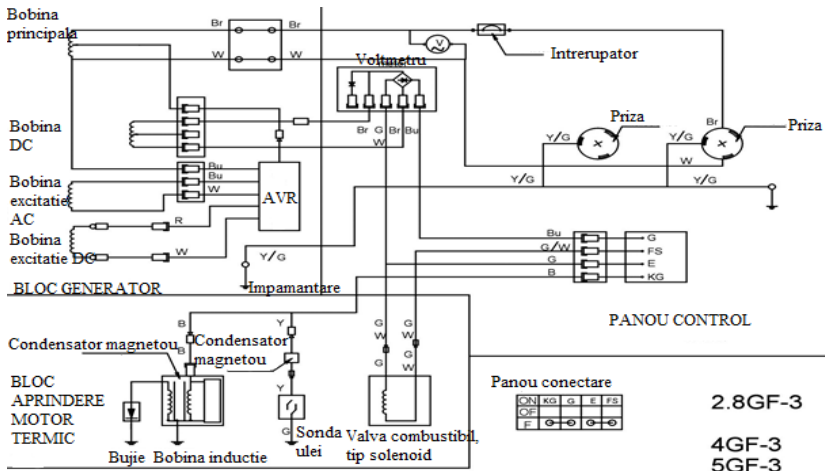 Bobina
principala
Br
Br
W
W
V
Intrerupator
Voltmetru
Bobina
DC
Br
G
Br
Bu
W
Priza
Br
Priza
Y/G
Y/G
W
Bu
Bu
W
AVR
Y/G
Y/G
Bobina
excitatie
AC
R
Bobina
excitatie DC
W
Y/G
Bu
G
G/W
FS
G
E
B
KG
BLOC GENERATOR
Impamantare
PANOU CONTROL
B
Y
G
W
G
W
Condensator magnetou
Condensator
magnetou
B
G
G
W
Y
BLOC
APRINDERE
MOTOR
TERMIC
G
Bujie
Bobina inductie
Sonda
ulei
Valva combustibil,
tip solenoid
Panou conectare
ON KG G E FS
OF
F
2.8GF-3
4GF-3
5GF-3